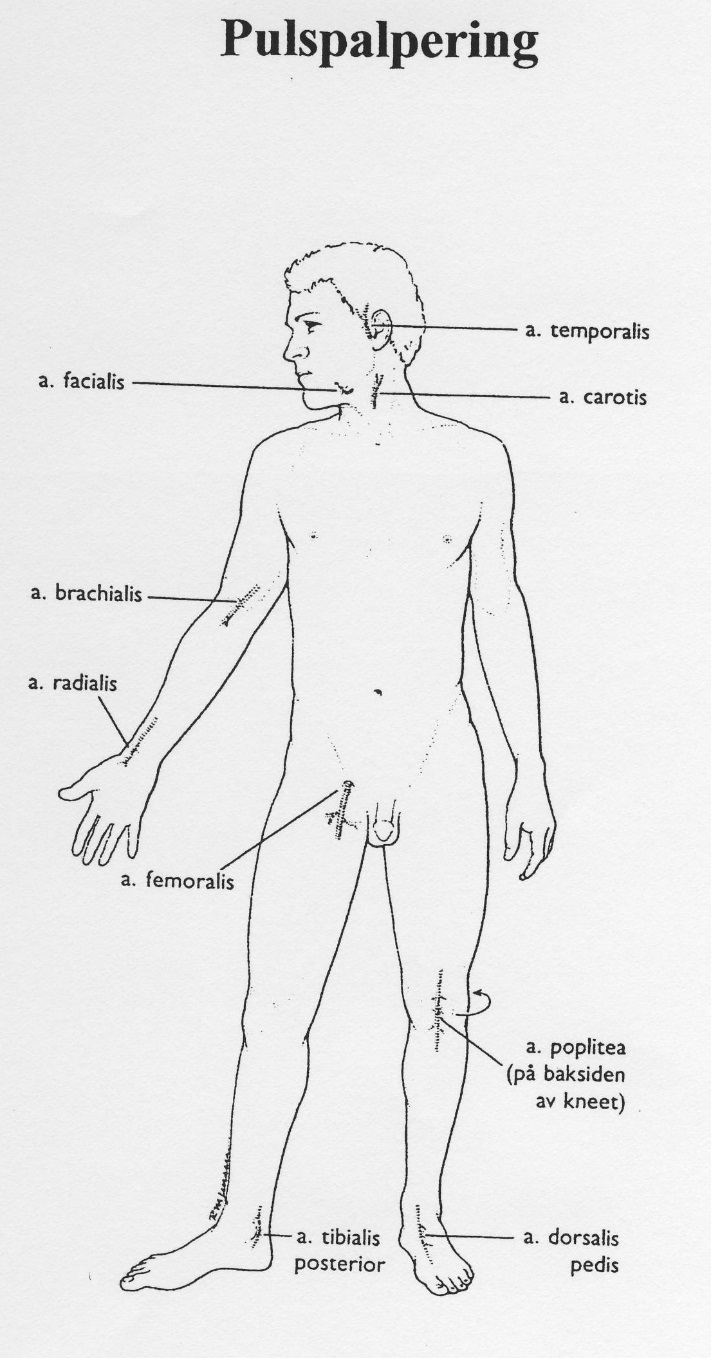 Pulspalpering
a. temporalis
a. facialis
a. carotis
a. brachialis
a. radialis
a. femoralis
a. poplitea
(på baksiden
av kneet)
a. tibialis
posterior
a. dorsalis
pedis